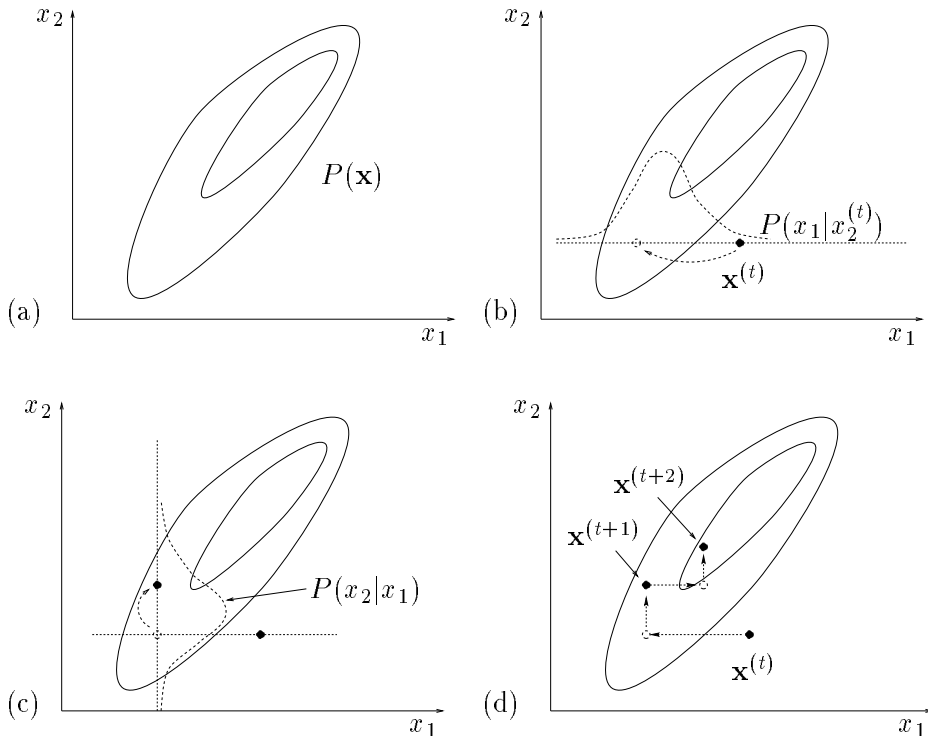 x₂
P(𝐱)
(a)
x₁
x₂
P(x₁|x₂⁽ᵗ⁾)
𝐱⁽ᵗ⁾
(b)
x₁
x₂
P(x₂|x₁)
(c)
x₁
x₂
𝐱⁽ᵗ⁺²⁾
𝐱⁽ᵗ⁺¹⁾
𝐱⁽ᵗ⁾
(d)
x₁